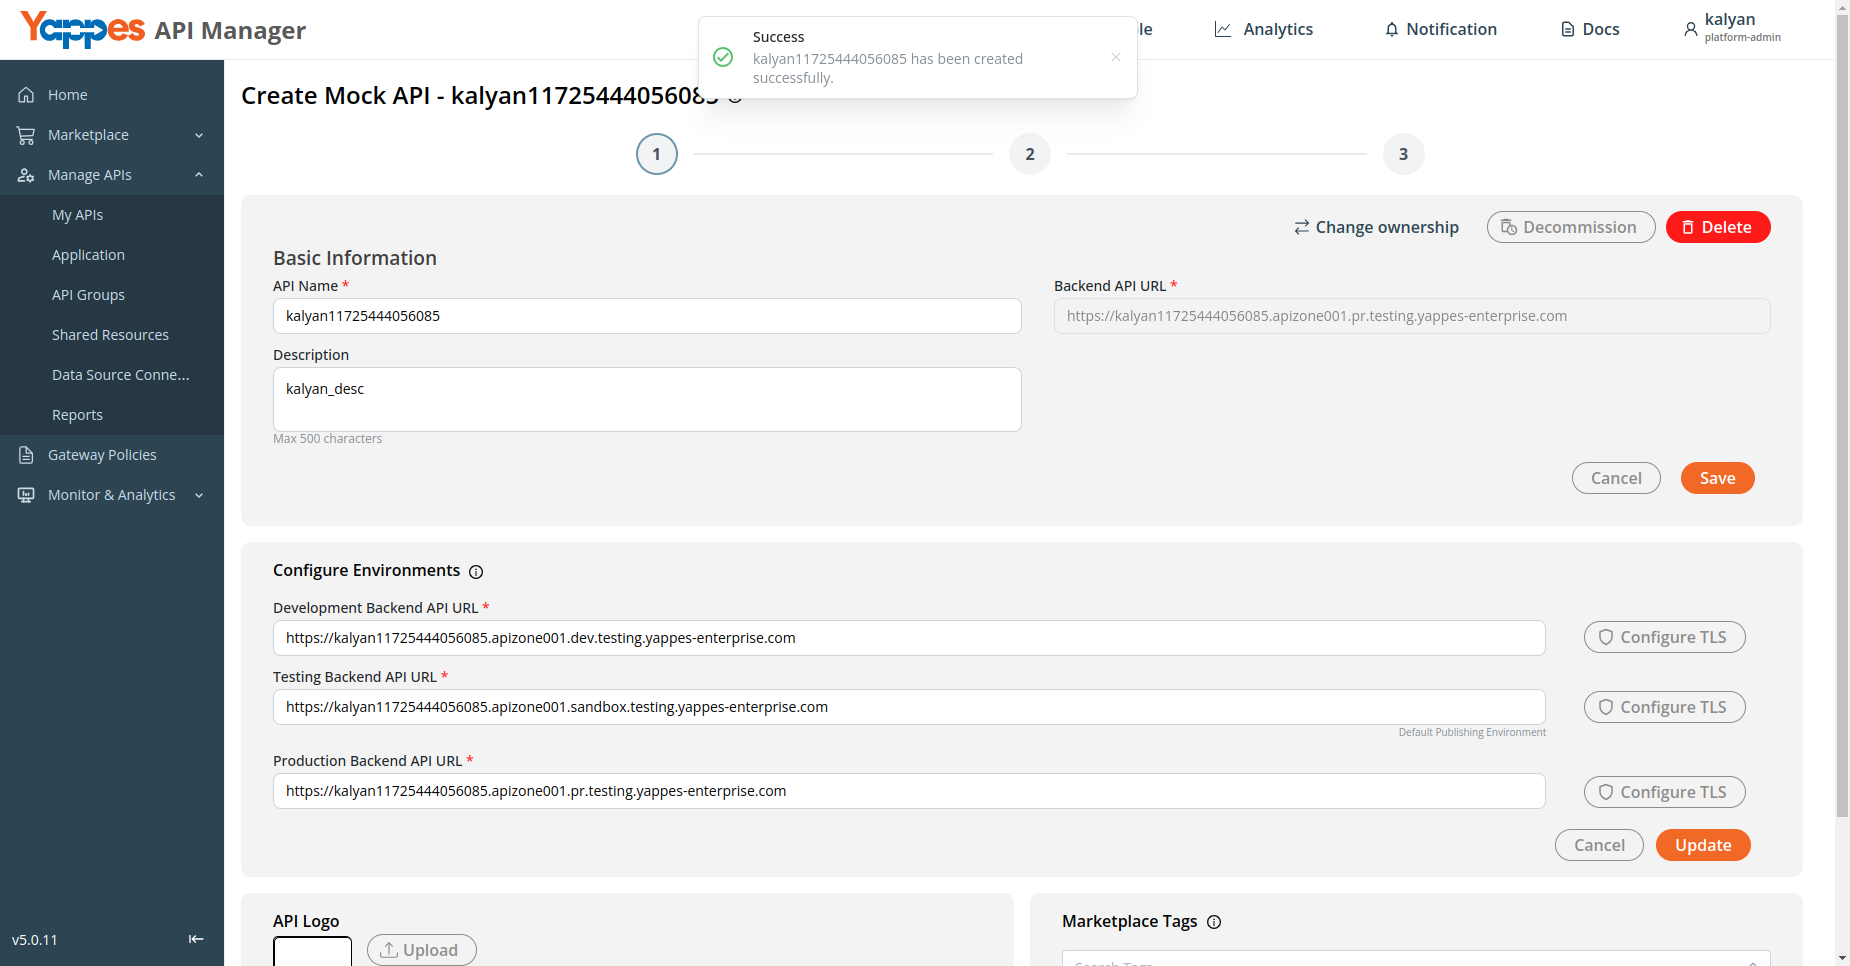 Yappes API Manager
Success
kalyan11725444056085 has been created
successfully.
Analytics
Notification
Docs
kalyan
platform-admin
Home
Marketplace
Manage APIs
My APIs
Application
API Groups
Shared Resources
Data Source Conne...
Reports
Gateway Policies
Monitor & Analytics
v5.0.11
Create Mock API - kalyan11725444056085
1
2
3
Change ownership
Decommission
Delete
Basic Information
API Name *
kalyan11725444056085
Backend API URL *
https://kalyan11725444056085.apizone001.pr.testing.yappes-enterprise.com
Description
kalyan_desc
Max 500 characters
Cancel
Save
Configure Environments
Development Backend API URL *
https://kalyan11725444056085.apizone001.dev.testing.yappes-enterprise.com
Configure TLS
Testing Backend API URL *
https://kalyan11725444056085.apizone001.sandbox.testing.yappes-enterprise.com
Configure TLS
Default Publishing Environment
Production Backend API URL *
https://kalyan11725444056085.apizone001.pr.testing.yappes-enterprise.com
Configure TLS
Cancel
Update
API Logo
Upload
Marketplace Tags
Search Tags